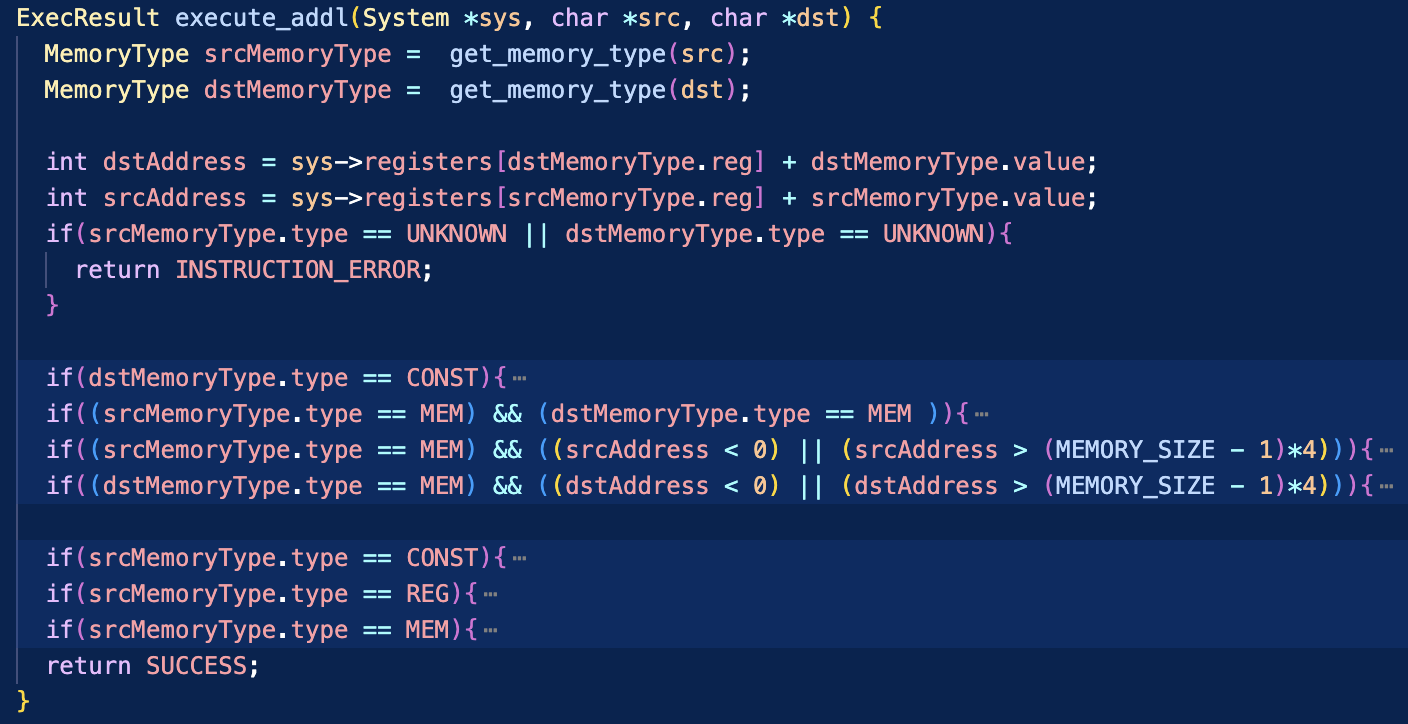 ExecResult execute_addl(System *sys, char *src, char *dst) {
MemoryType srcMemoryType =  get_memory_type(src);
MemoryType dstMemoryType =  get_memory_type(dst);
int dstAddress = sys->registers[dstMemoryType.reg] + dstMemoryType.value;
int srcAddress = sys->registers[srcMemoryType.reg] + srcMemoryType.value;
if(srcMemoryType.type == UNKNOWN || dstMemoryType.type == UNKNOWN){
return INSTRUCTION_ERROR;
}
if(dstMemoryType.type == CONST){⋯
if((srcMemoryType.type == MEM) && (dstMemoryType.type == MEM )){⋯
if((srcMemoryType.type == MEM) && ((srcAddress < 0) || (srcAddress > (MEMORY_SIZE - 1)*4))){⋯
if((dstMemoryType.type == MEM) && ((dstAddress < 0) || (dstAddress > (MEMORY_SIZE - 1)*4))){⋯
if(srcMemoryType.type == CONST){⋯
if(srcMemoryType.type == REG){⋯
if(srcMemoryType.type == MEM){⋯
return SUCCESS;
}